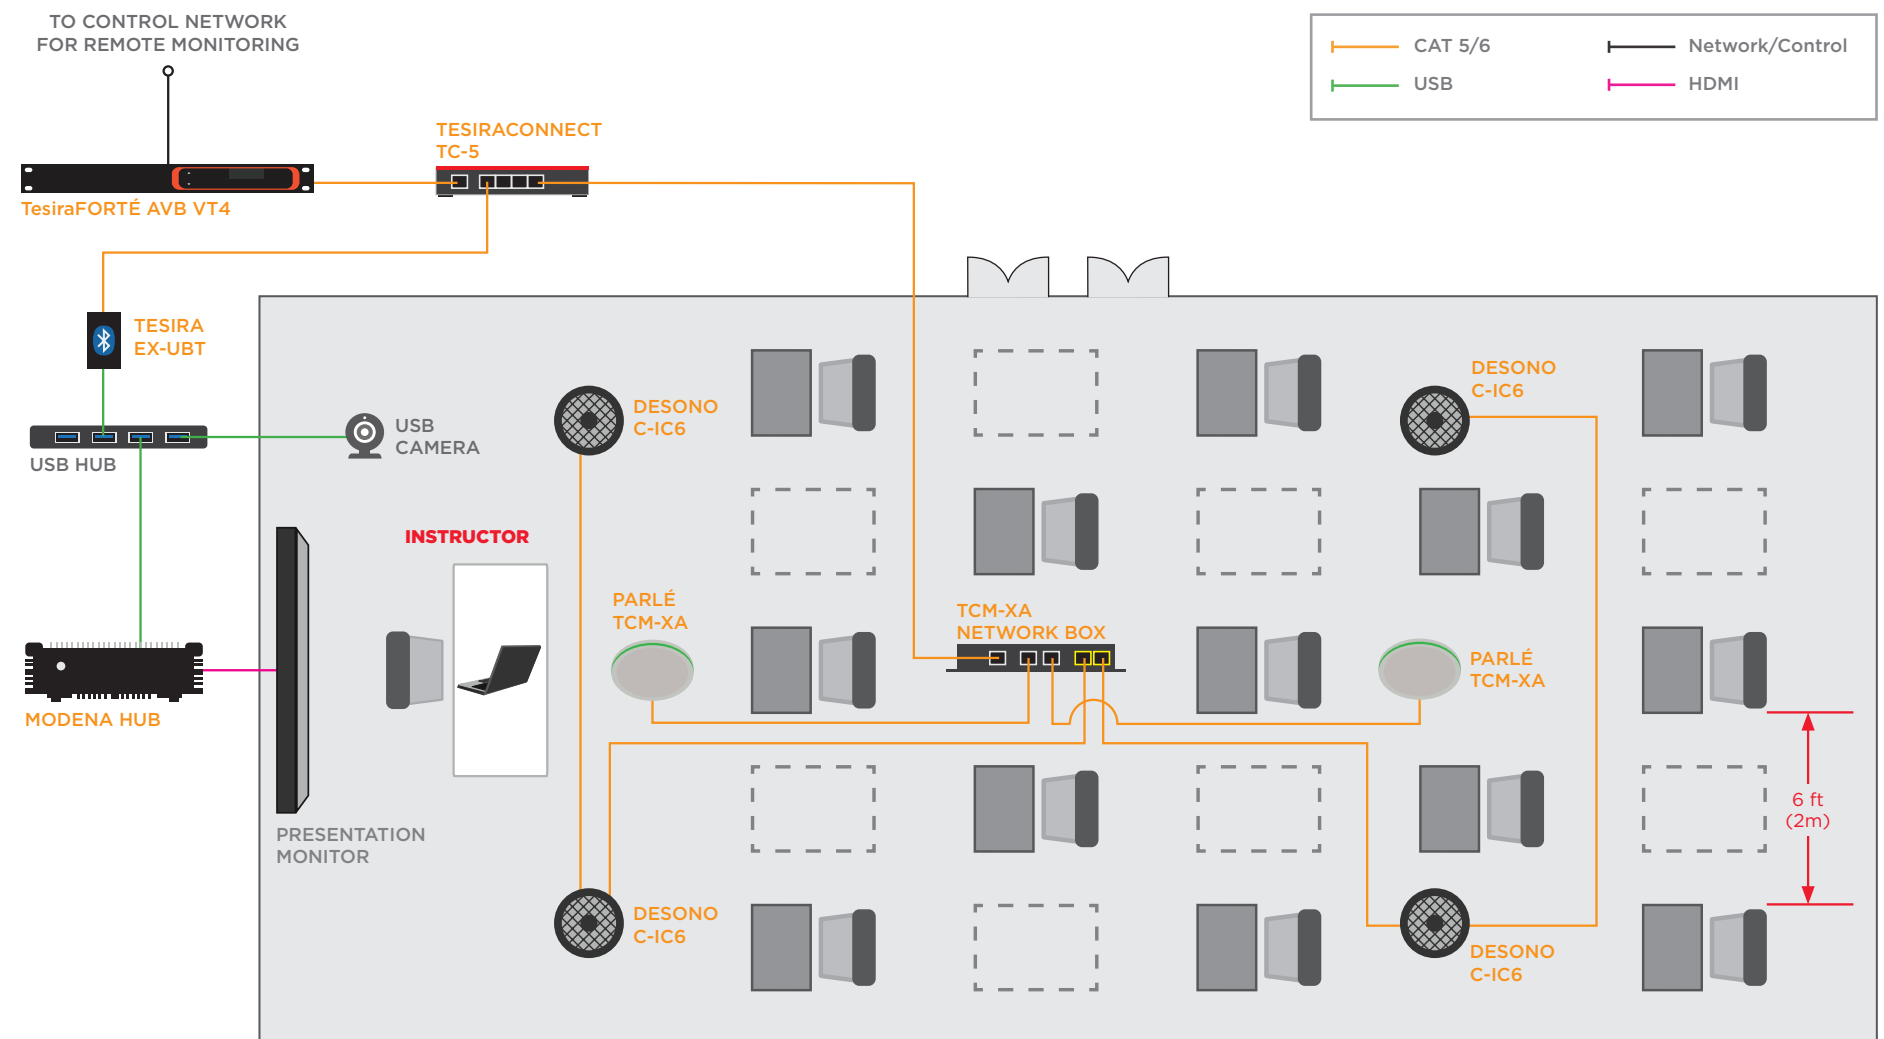 TO CONTROL NETWORK
FOR REMOTE MONITORING
CAT 5/6
Network/Control
USB
HDMI
TESIRACONNECT
TC-5
TesiraFORTÉ AVB VT4
TESIRA
EX-UBT
DESONO
C-IC6
DESONO
C-IC6
USB
CAMERA
USB HUB
INSTRUCTOR
PARLÉ
TCM-XA
TCM-XA
NETWORK BOX
PARLÉ
TCM-XA
MODENA HUB
6 ft
(2m)
PRESENTATION
MONITOR
DESONO
C-IC6
DESONO
C-IC6